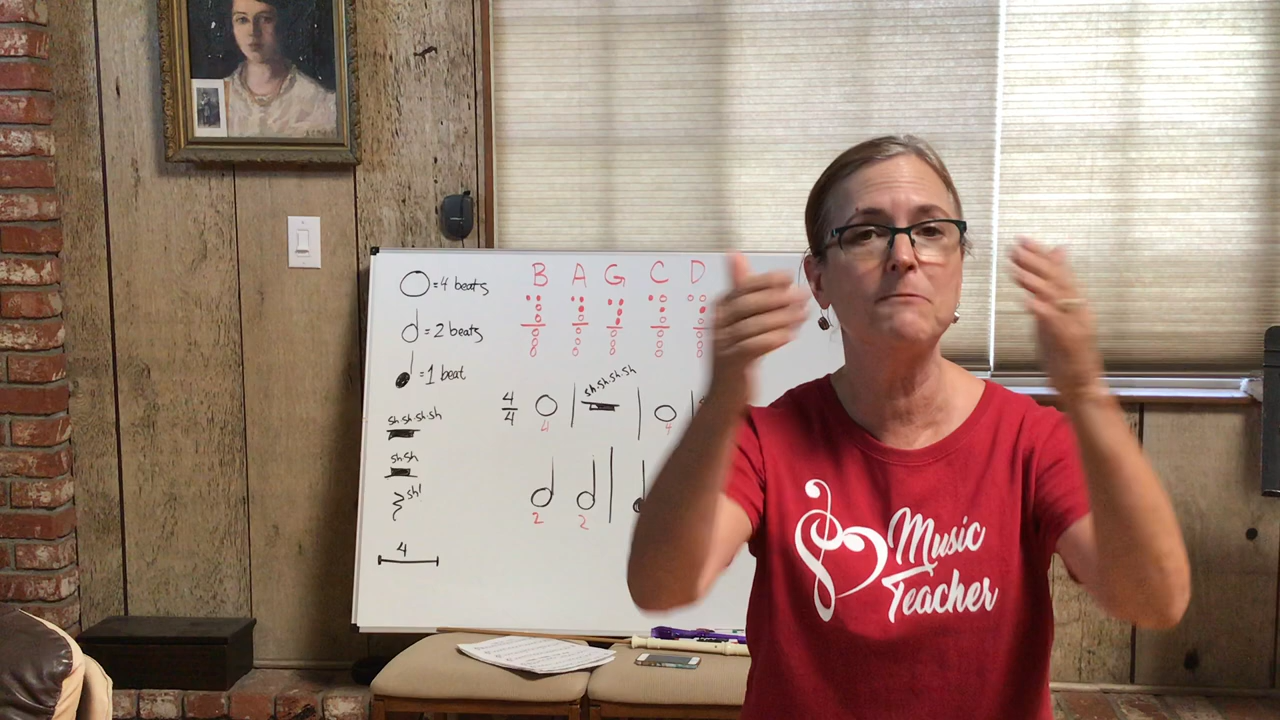 = 4 beats
= 2 beats
= 1 beat
sh.sh.sh.sh
sh sh
sh!
4
B A G C D
4
4
sh.sh.sh.sh
4 4
2 2
Music
Teacher